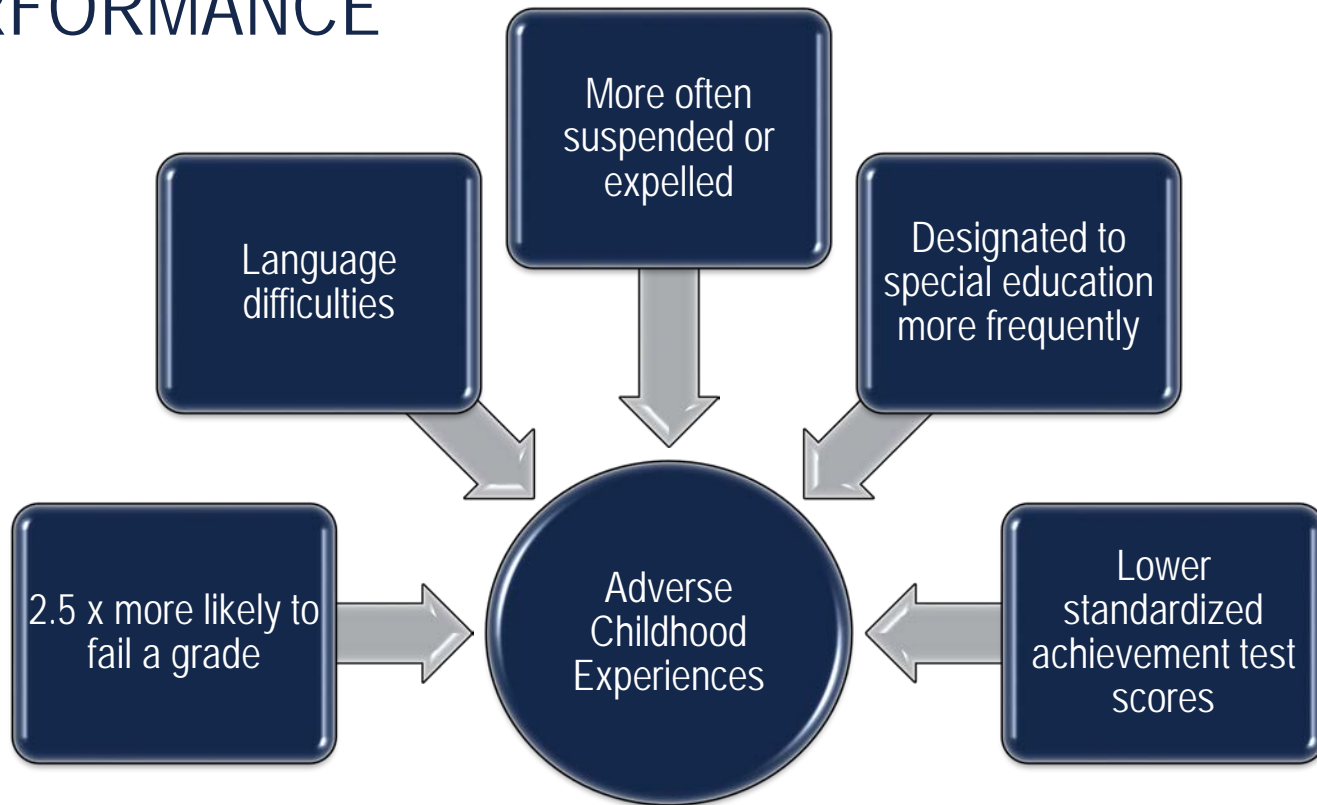 RFORMANCE
More often
suspended or
expelled
Language
difficulties
Designated to
special education
more frequently
2.5 x more likely to
fail a grade
Adverse
Childhood
Experiences
Lower
standardized
achievement test
scores